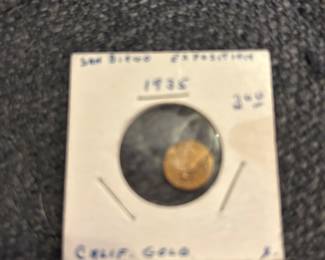 SAN DIEGO EXPOSITION
1935
CALIF. GOLD